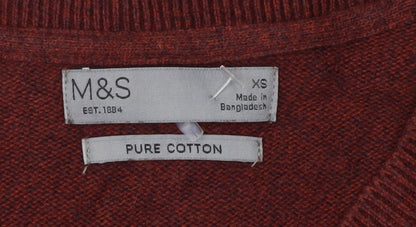 M&S
XS
EST. 1884
Made in
Bangladesh
PURE COTTON